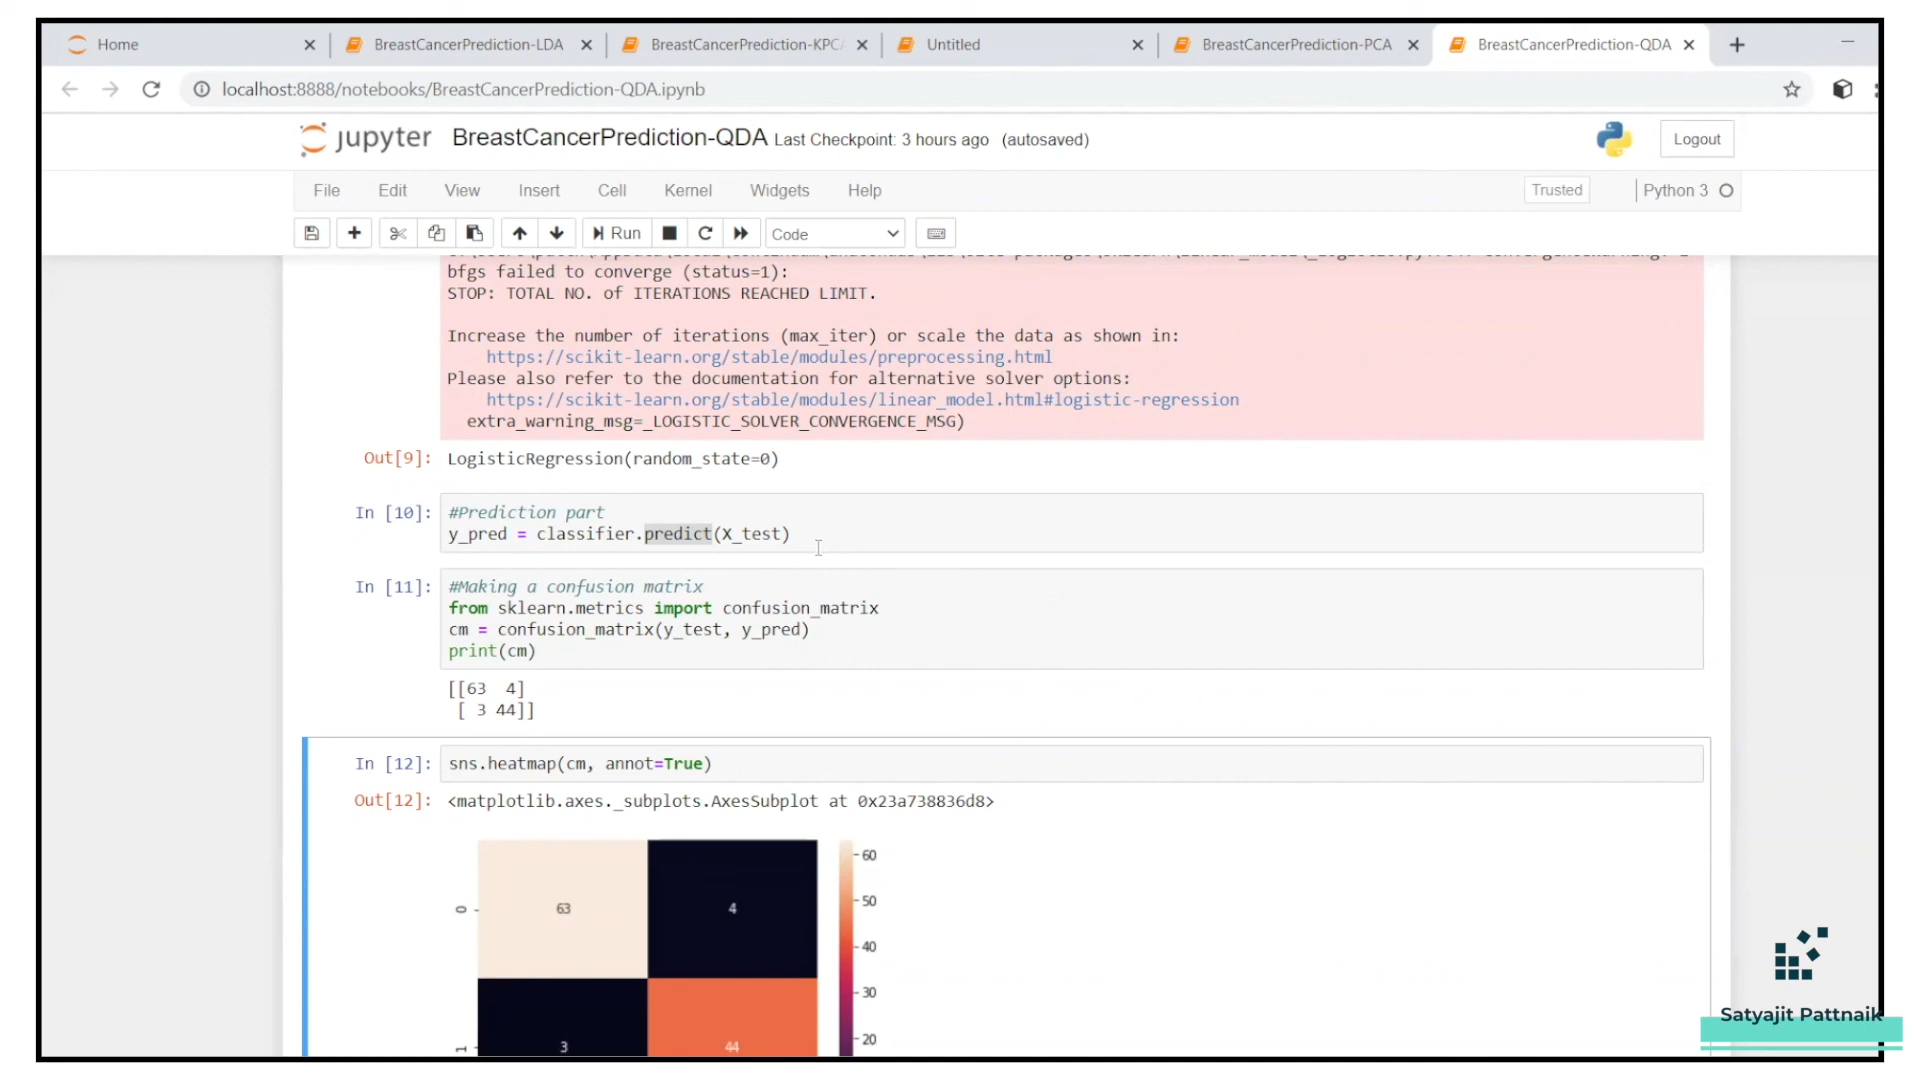 Home
BreastCancerPrediction-LDA
BreastCancerPrediction-KPCA
Untitled
BreastCancerPrediction-PCA
BreastCancerPrediction-QDA
localhost:8888/notebooks/BreastCancerPrediction-QDA.ipynb
jupyter BreastCancerPrediction-QDA Last Checkpoint: 3 hours ago (autosaved)
Logout
File Edit View Insert Cell Kernel Widgets Help
Trusted
Python 3
Run
Code
bfgs failed to converge (status=1):
STOP: TOTAL NO. of ITERATIONS REACHED LIMIT.
Increase the number of iterations (max_iter) or scale the data as shown in:
https://scikit-learn.org/stable/modules/preprocessing.html
Please also refer to the documentation for alternative solver options:
https://scikit-learn.org/stable/modules/linear_model.html#logistic-regression
extra_warning_msg=_LOGISTIC_SOLVER_CONVERGENCE_MSG)
Out[9]: LogisticRegression(random_state=0)
In [10]: #Prediction part
y_pred = classifier.predict(X_test)
In [11]: #Making a confusion matrix
from sklearn.metrics import confusion_matrix
cm = confusion_matrix(y_test, y_pred)
print(cm)
[[63  4]
[ 3 44]]
In [12]: sns.heatmap(cm, annot=True)
Out[12]: <matplotlib.axes._subplots.AxesSubplot at 0x23a738836d8>
60
50
40
30
20
0
63
4
1
3
44
Satyajit Pattnaik